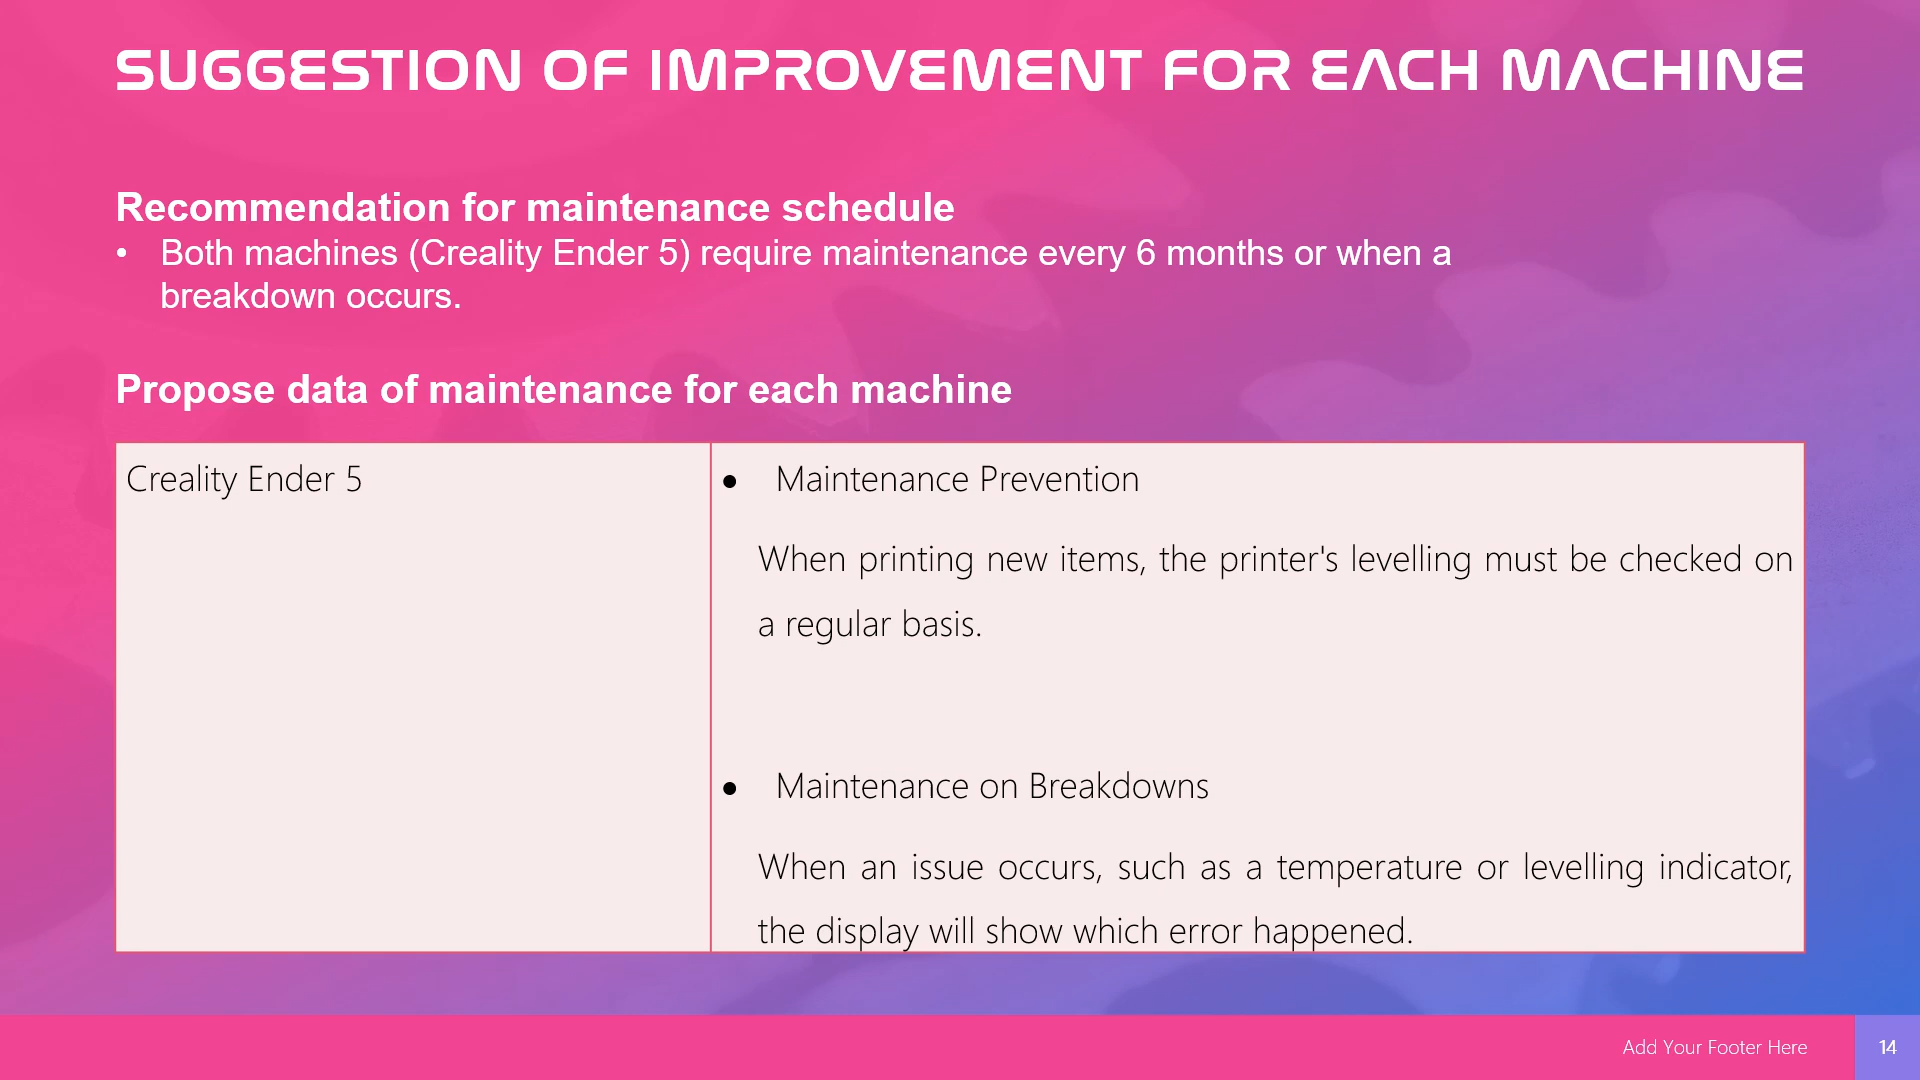 SUGGESTION OF IMPROVEMENT FOR EACH MACHINE
Recommendation for maintenance schedule
• Both machines (Creality Ender 5) require maintenance every 6 months or when a
breakdown occurs.
Propose data of maintenance for each machine
Creality Ender 5
● Maintenance Prevention
When printing new items, the printer's levelling must be checked on
a regular basis.
● Maintenance on Breakdowns
When an issue occurs, such as a temperature or levelling indicator,
the display will show which error happened.
Add Your Footer Here
14